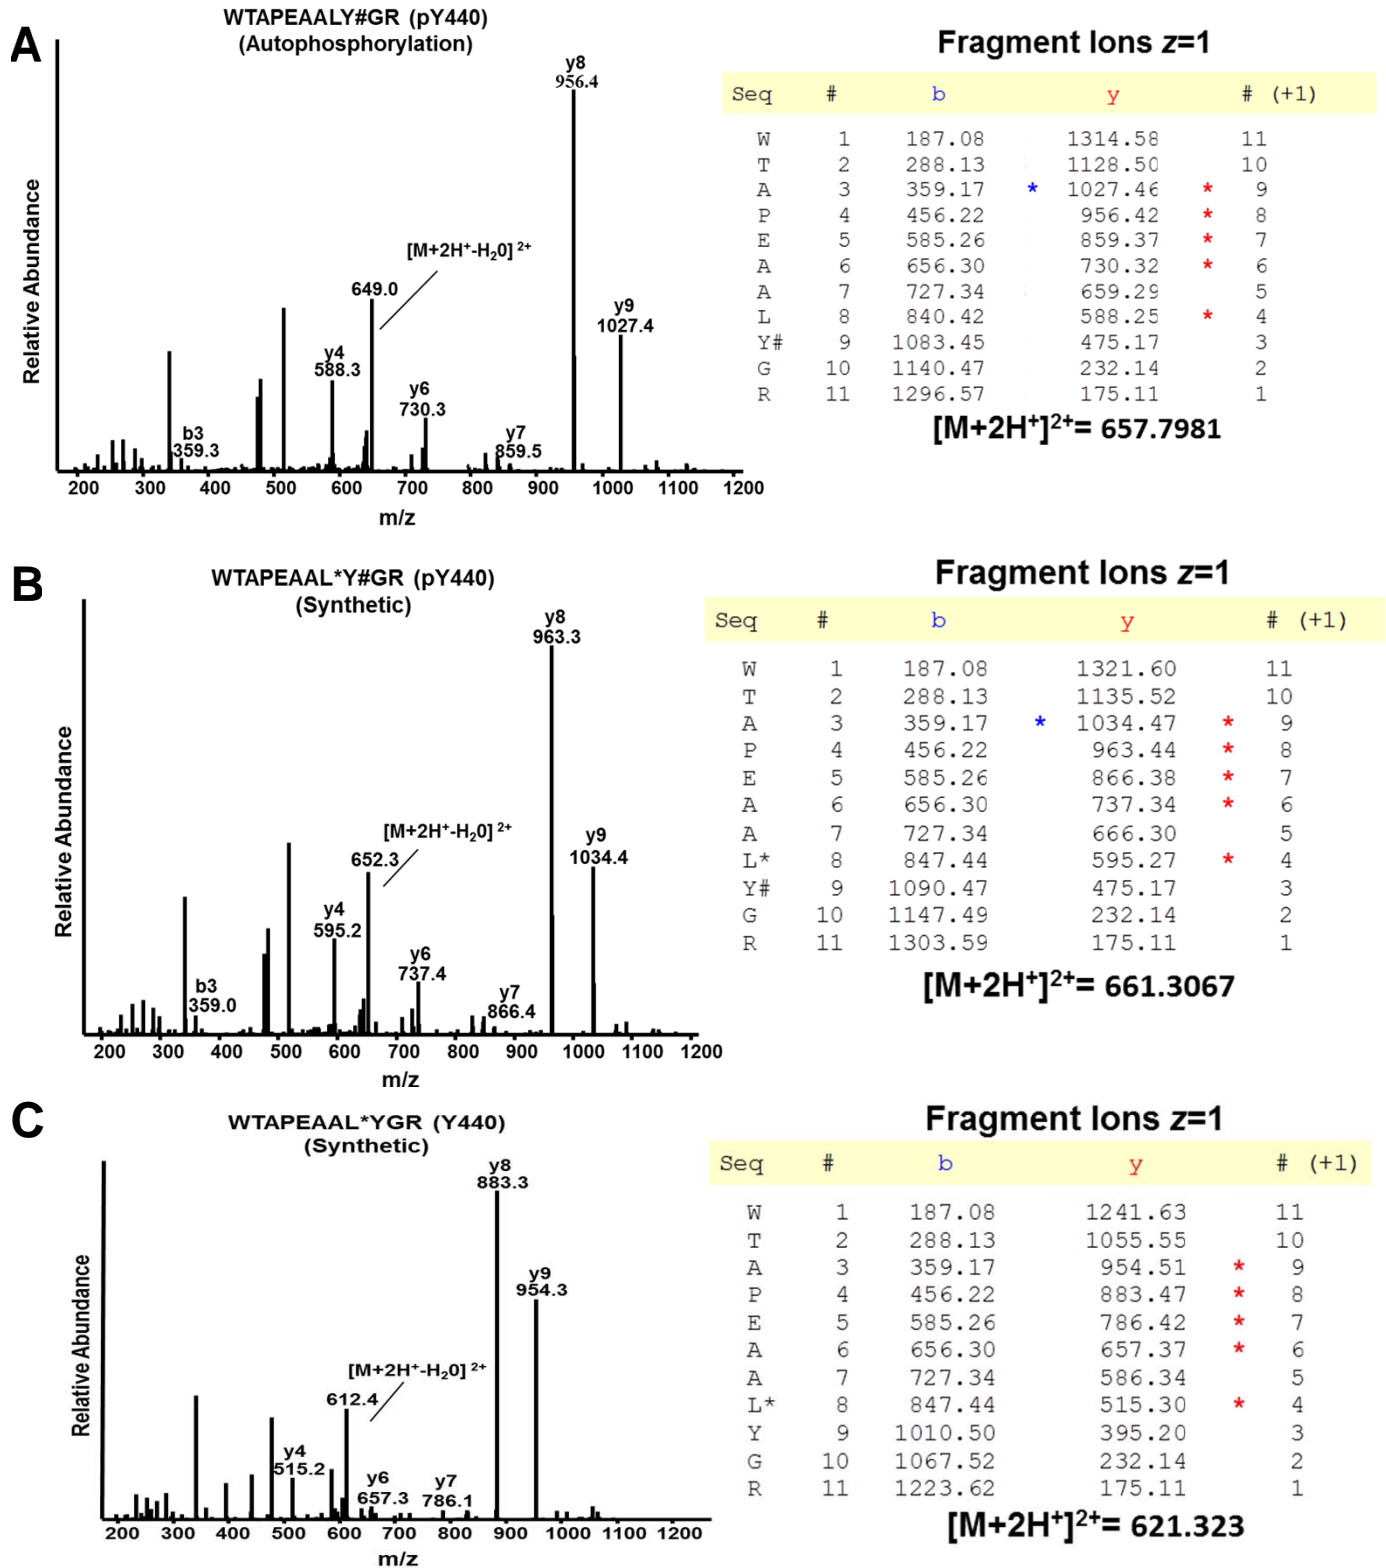 A
WTAPEAALY#GR (pY440)
(Autophosphorylation)
Relative Abundance
y8
956.4
[M+2H⁺-H₂0] ²⁺
649.0
y9
1027.4
y4
588.3
y6
730.3
b3
359.3
y7
859.5
200 300 400 500 600 700 800 900 1000 1100 1200
m/z
Fragment Ions z=1
Seq # b y # (+1)
W 1 187.08 1314.58 11
T 2 288.13 1128.50 10
A 3 359.17 * 1027.46 * 9
P 4 456.22 956.42 * 8
E 5 585.26 859.37 * 7
A 6 656.30 730.32 * 6
A 7 727.34 659.29 5
L 8 840.42 588.25 * 4
Y# 9 1083.45 475.17 3
G 10 1140.47 232.14 2
R 11 1296.57 175.11 1
[M+2H⁺]²⁺= 657.7981
B
WTAPEAAL*Y#GR (pY440)
(Synthetic)
Relative Abundance
y8
963.3
[M+2H⁺-H₂0] ²⁺
652.3
y9
1034.4
y4
595.2
y6
737.4
b3
359.0
y7
866.4
200 300 400 500 600 700 800 900 1000 1100 1200
m/z
Fragment Ions z=1
Seq # b y # (+1)
W 1 187.08 1321.60 11
T 2 288.13 1135.52 10
A 3 359.17 * 1034.47 * 9
P 4 456.22 963.44 * 8
E 5 585.26 866.38 * 7
A 6 656.30 737.34 * 6
A 7 727.34 666.30 5
L* 8 847.44 595.27 * 4
Y# 9 1090.47 475.17 3
G 10 1147.49 232.14 2
R 11 1303.59 175.11 1
[M+2H⁺]²⁺= 661.3067
C
WTAPEAAL*YGR (Y440)
(Synthetic)
Relative Abundance
y8
883.3
y9
954.3
[M+2H⁺-H₂0] ²⁺
612.4
y4
515.2
y6
657.3
y7
786.1
200 300 400 500 600 700 800 900 1000 1100 1200
m/z
Fragment Ions z=1
Seq # b y # (+1)
W 1 187.08 1241.63 11
T 2 288.13 1055.55 10
A 3 359.17 954.51 * 9
P 4 456.22 883.47 * 8
E 5 585.26 786.42 * 7
A 6 656.30 657.37 * 6
A 7 727.34 586.34 5
L* 8 847.44 515.30 * 4
Y 9 1010.50 395.20 3
G 10 1067.52 232.14 2
R 11 1223.62 175.11 1
[M+2H⁺]²⁺= 621.323